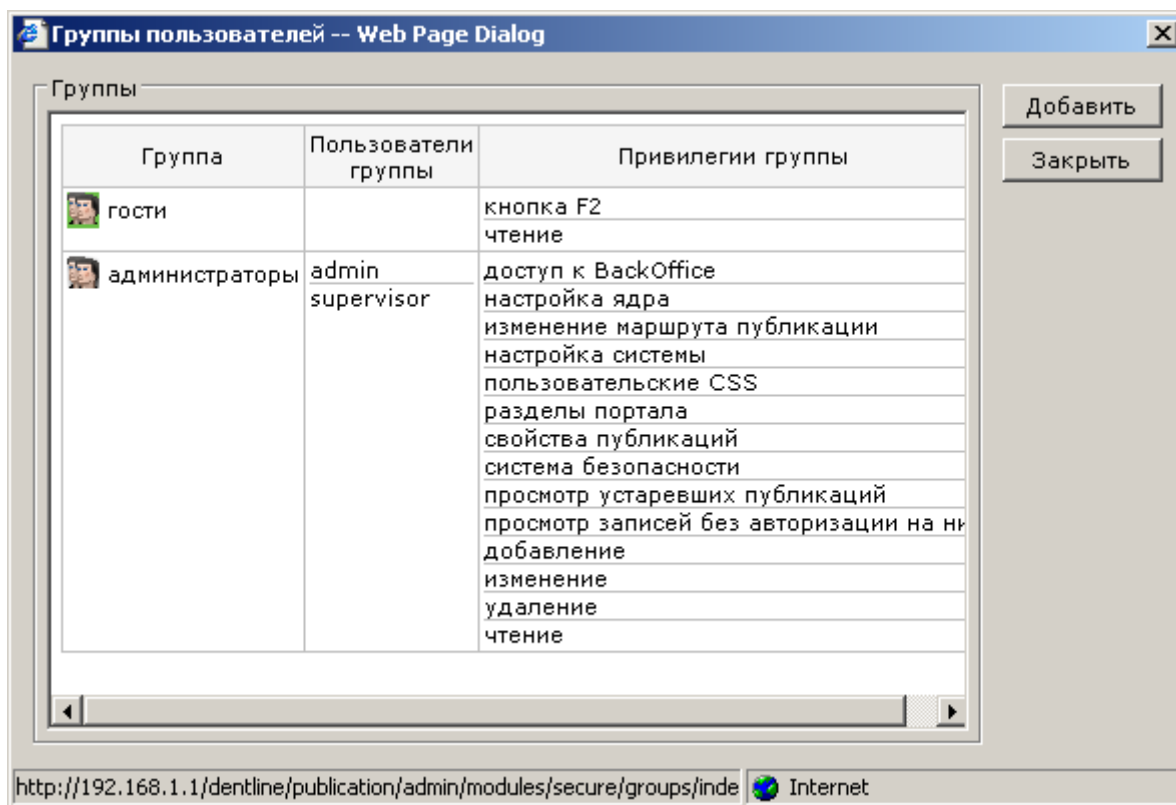 Группы пользователей -- Web Page Dialog
Группы
Добавить
Закрыть
Группа
Пользователи группы
Привилегии группы
гости
кнопка F2
чтение
администраторы
admin
supervisor
доступ к BackOffice
настройка ядра
изменение маршрута публикации
настройка системы
пользовательские CSS
разделы портала
свойства публикаций
система безопасности
просмотр устаревших публикаций
просмотр записей без авторизации на ни
добавление
изменение
удаление
чтение
http://192.168.1.1/dentline/publication/admin/modules/secure/groups/inde
Internet